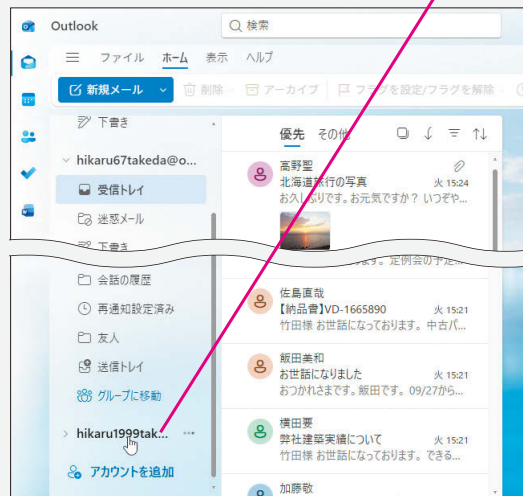 Outlook
検索
ファイル ホーム 表示 ヘルプ
新規メール 削除 アーカイブ フラグを設定/フラグを解除
下書き
優先 その他
hikaru67takeda@o...
高野聖
受信トレイ
北海道旅行の写真 火 15:24
お久しぶりです。お元気ですか? いつぞや...
迷惑メール
下書き
会話の履歴
再通知設定済み
佐島直哉
【納品書】VD-1665890 火 15:21
竹田様 お世話になっております。中古パ...
友人
飯田美和
送信トレイ
お世話になりました 火 15:21
おつかれさまです。飯田です。09/27から...
グループに移動
横田要
hikaru1999tak... ...
弊社建築実績について 火 15:21
竹田様 お世話になっております。できる...
アカウントを追加
加藤敬